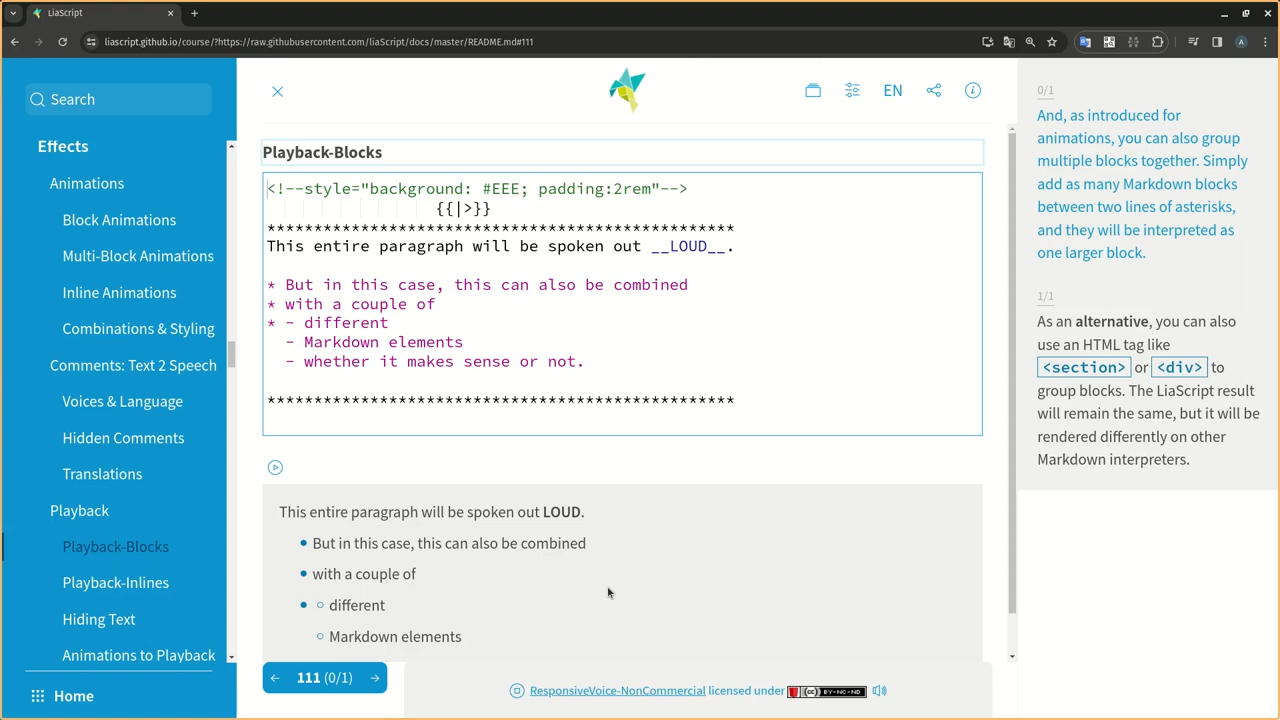 LiaScript
liascript.github.io/course/?https://raw.githubusercontent.com/liaScript/docs/master/README.md#111
A
Search
Effects
Animations
Block Animations
Multi-Block Animations
Inline Animations
Combinations & Styling
Comments: Text 2 Speech
Voices & Language
Hidden Comments
Translations
Playback
Playback-Blocks
Playback-Inlines
Hiding Text
Animations to Playback
Home
EN
Playback-Blocks
<!--style="background: #EEE; padding:2rem"-->
{{|>}}
**************************************************
This entire paragraph will be spoken out __LOUD__.
* But in this case, this can also be combined
* with a couple of
* - different
- Markdown elements
- whether it makes sense or not.
**************************************************
This entire paragraph will be spoken out LOUD.
But in this case, this can also be combined
with a couple of
different
Markdown elements
111 (0/1)
ResponsiveVoice-NonCommercial licensed under
CC BY-NC-ND
0/1
And, as introduced for
animations, you can also group
multiple blocks together. Simply
add as many Markdown blocks
between two lines of asterisks,
and they will be interpreted as
one larger block.
1/1
As an alternative, you can also
use an HTML tag like
<section> or <div> to
group blocks. The LiaScript result
will remain the same, but it will be
rendered differently on other
Markdown interpreters.